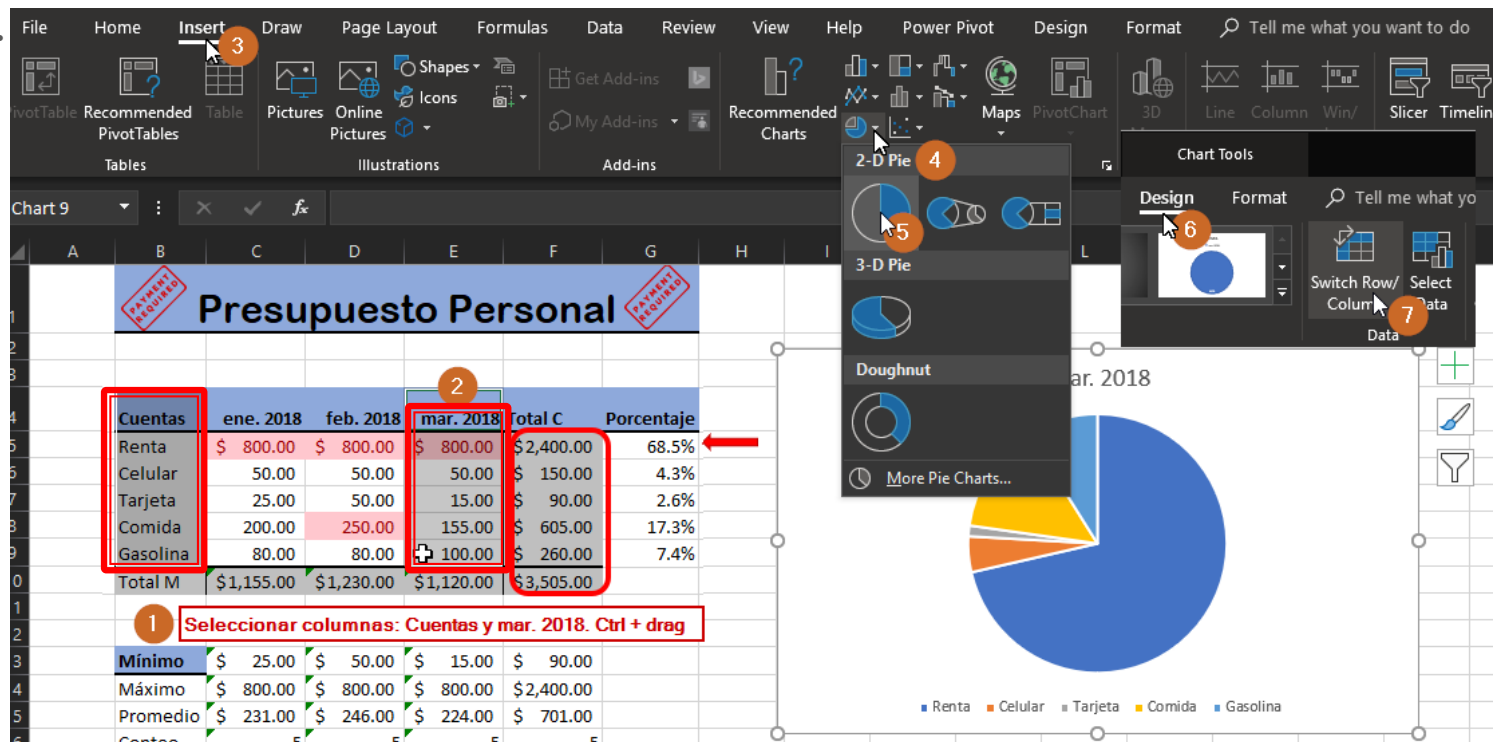 File Home Insert Draw Page Layout Formulas Data Review View Help Power Pivot Design Format Tell me what you want to do
3
Shapes
Icons
Get Add-ins
My Add-ins
PivotTable Recommended PivotTables Table Pictures Online Pictures Recommended Charts Maps PivotChart 3D Line Column Win/ Slicer
Tables Illustrations Add-ins
2-D Pie 4
5
3-D Pie
Doughnut
More Pie Charts...
Chart Tools
Design Format Tell me what yo
6
Switch Row/ Column Select Data
7
Data
Chart 9 fx
A B C D E F G H I L
PAYMENT REQUIRED Presupuesto Personal PAYMENT REQUIRED
2
Cuentas ene. 2018 feb. 2018 mar. 2018 Total C Porcentaje
Renta $ 800.00 $ 800.00 $ 800.00 $2,400.00 68.5%
Celular 50.00 50.00 50.00 $ 150.00 4.3%
Tarjeta 25.00 50.00 15.00 $ 90.00 2.6%
Comida 200.00 250.00 155.00 $ 605.00 17.3%
Gasolina 80.00 80.00 100.00 $ 260.00 7.4%
Total M $1,155.00 $1,230.00 $1,120.00 $3,505.00
1 Seleccionar columnas: Cuentas y mar. 2018. Ctrl + drag
Mínimo $ 25.00 $ 50.00 $ 15.00 $ 90.00
Máximo $ 800.00 $ 800.00 $ 800.00 $2,400.00
Promedio $ 231.00 $ 246.00 $ 224.00 $ 701.00
ar. 2018
Renta Celular Tarjeta Comida Gasolina